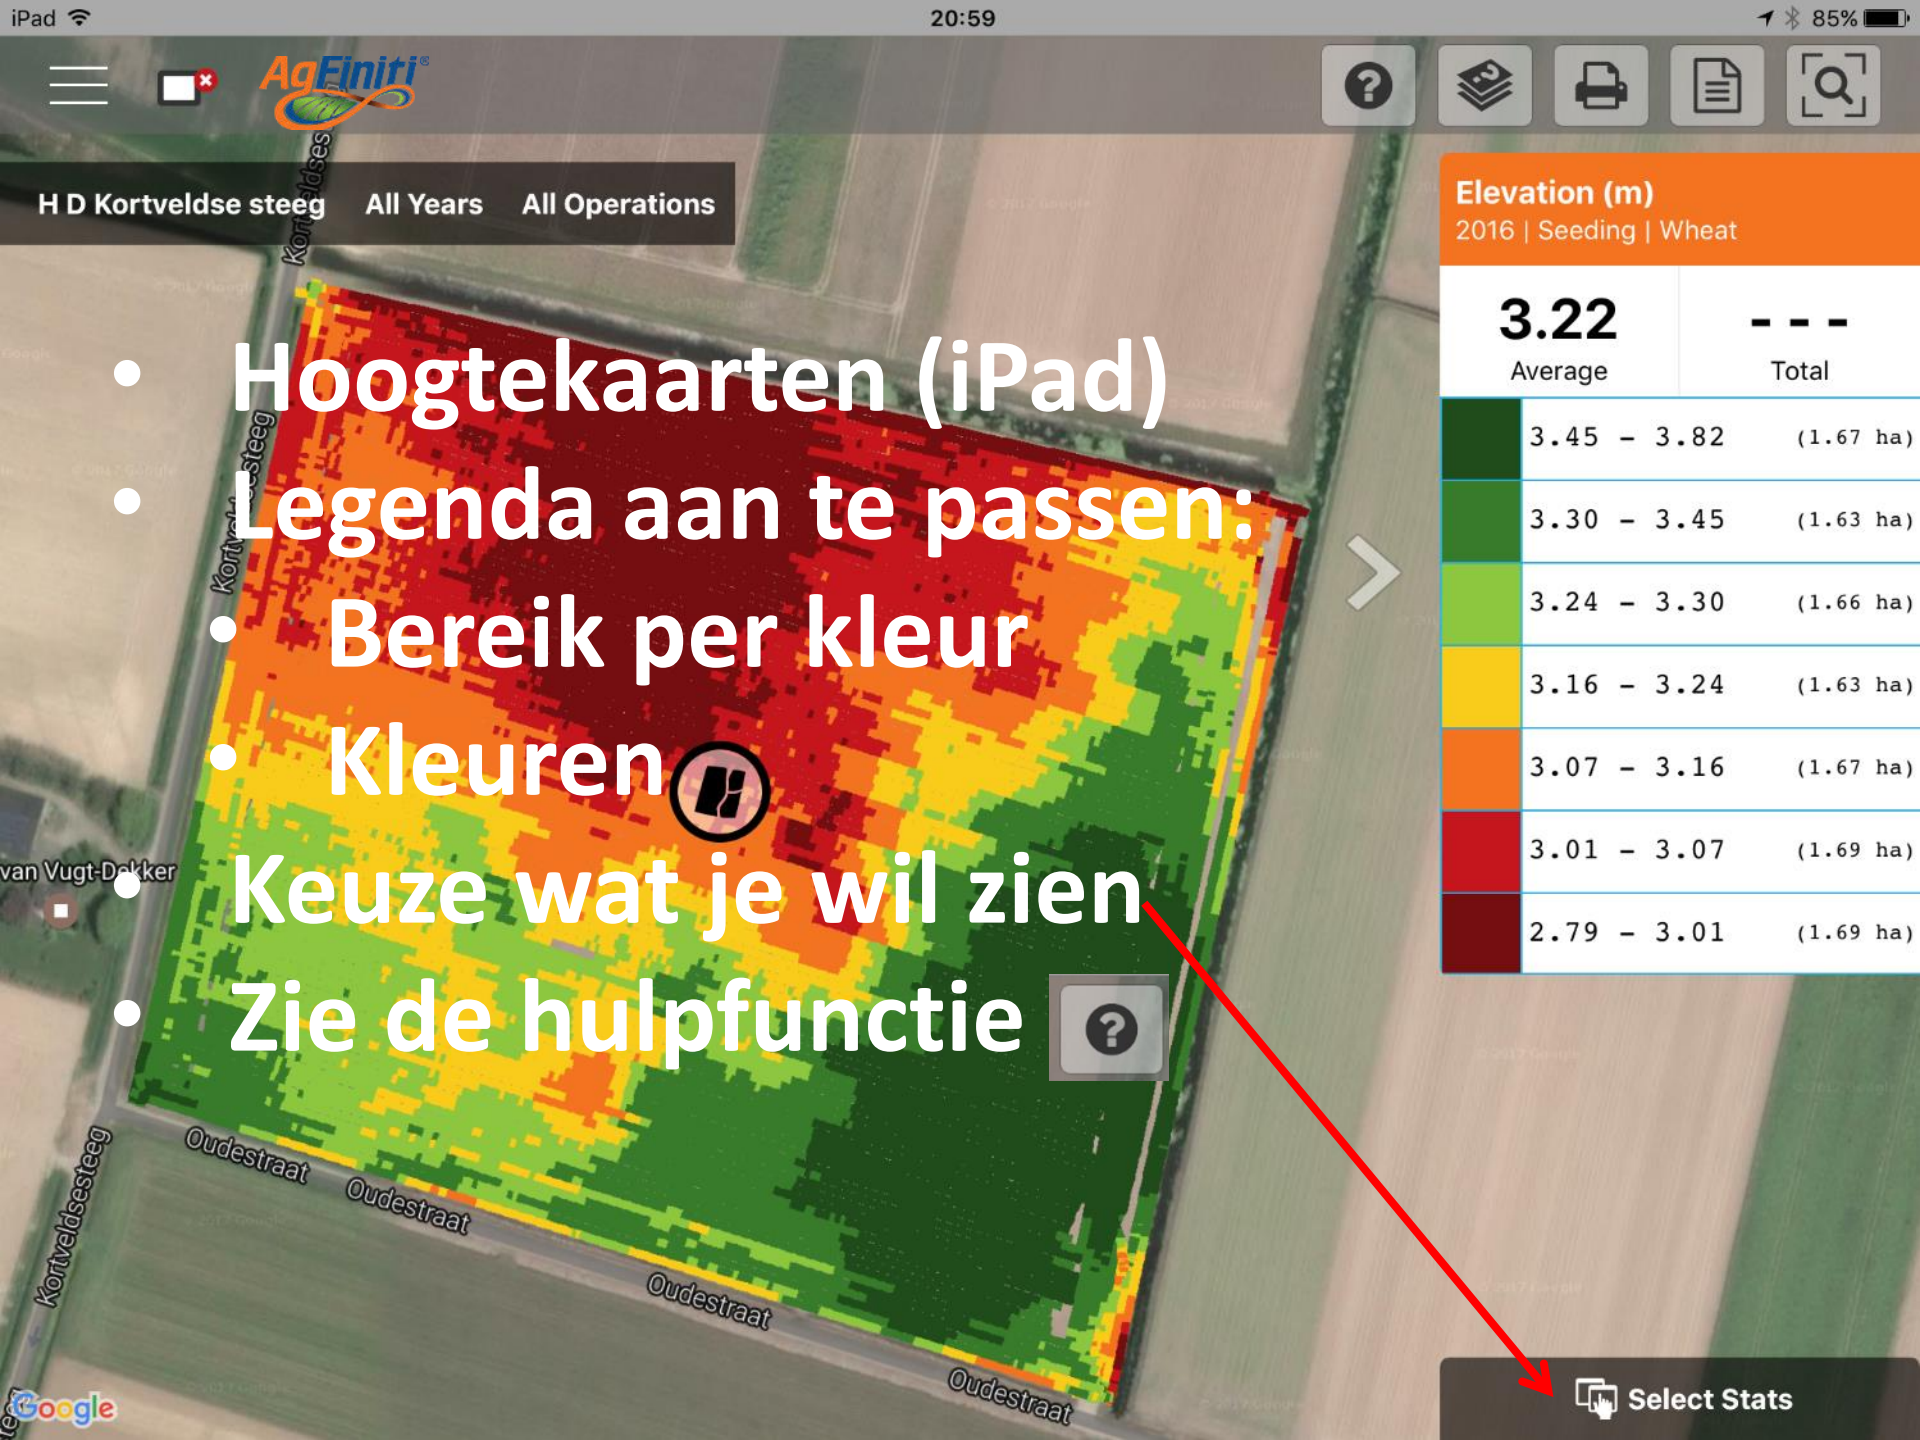 iPad
20:59
85%
AgFiniti®
H D Kortveldse steeg All Years All Operations
Elevation (m)
2016 | Seeding | Wheat
3.22
Average
---
Total
3.45 – 3.82 (1.67 ha)
3.30 – 3.45 (1.63 ha)
3.24 – 3.30 (1.66 ha)
3.16 – 3.24 (1.63 ha)
3.07 – 3.16 (1.67 ha)
3.01 – 3.07 (1.69 ha)
2.79 – 3.01 (1.69 ha)
• Hoogtekaarten (iPad)
• Legenda aan te passen:
• Bereik per kleur
• Kleuren
• Keuze wat je wil zien
• Zie de hulpfunctie
?
van Vugt-Dekker
Kortveldsesteeg
Kortveldsesteeg
Oudestraat
Oudestraat
Oudestraat
Oudestraat
Google
Select Stats